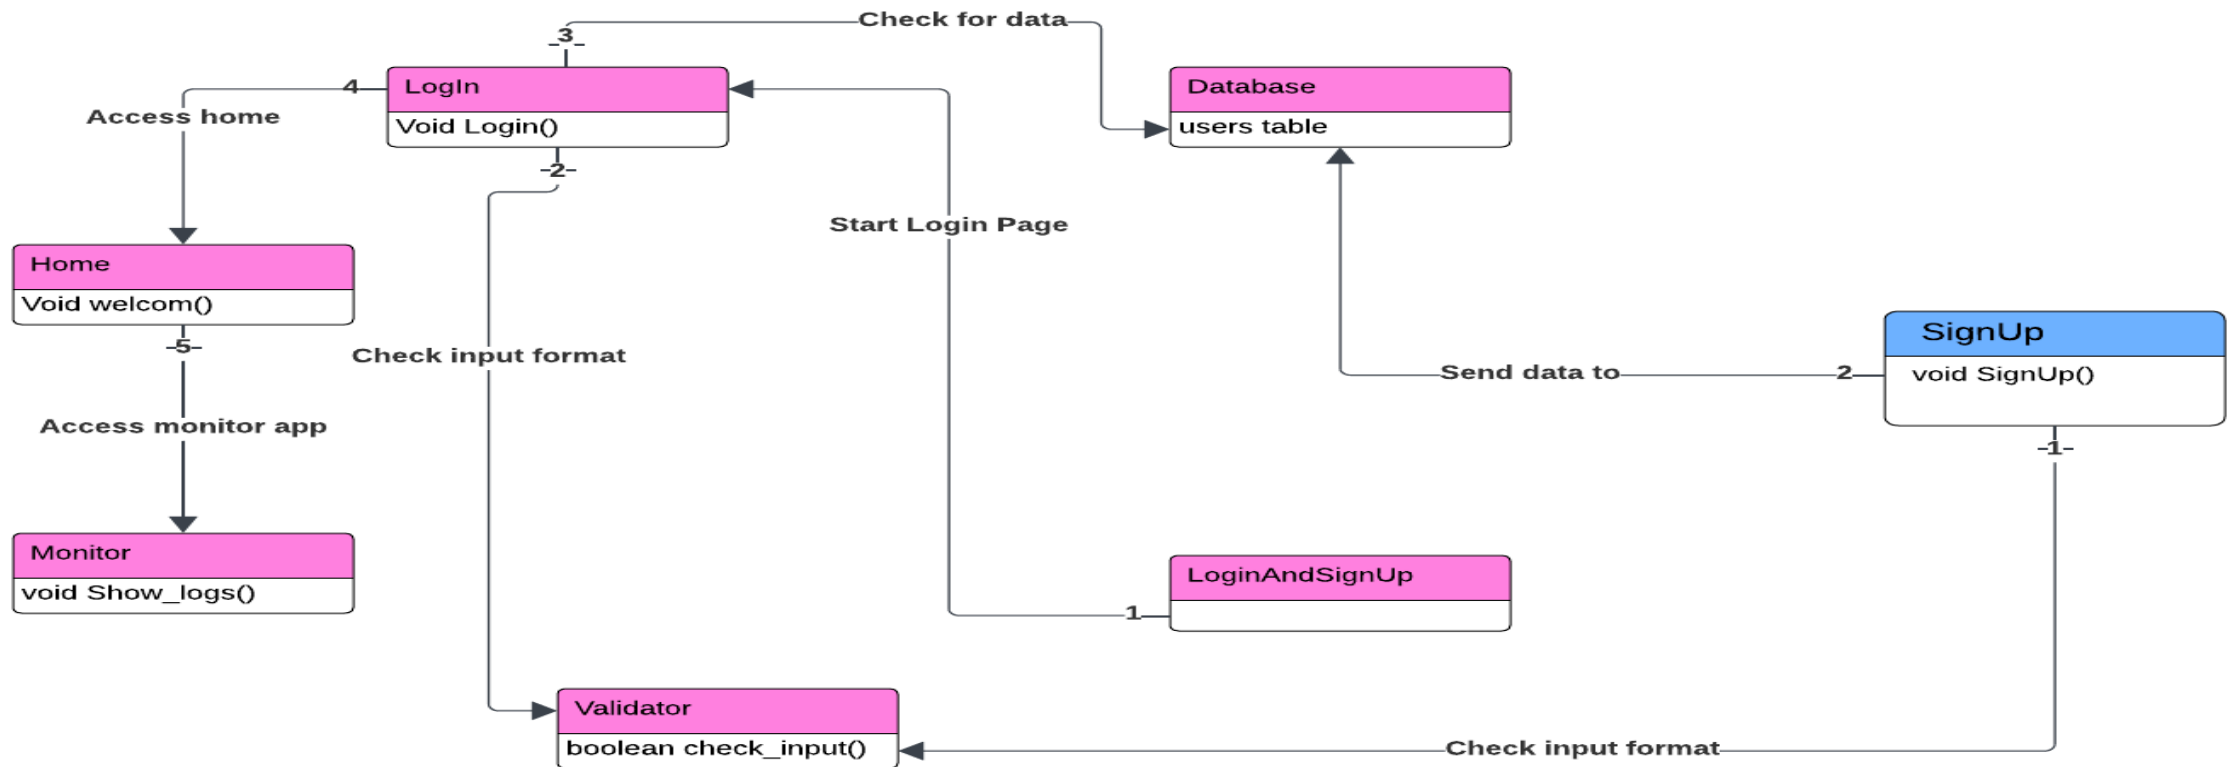 Check for data
3
4
LogIn
Void Login()
Database
users table
Access home
2
Start Login Page
Home
Void welcom()
5
Check input format
SignUp
void SignUp()
Send data to
2
1
Access monitor app
Monitor
void Show_logs()
LoginAndSignUp
1
Validator
boolean check_input()
Check input format